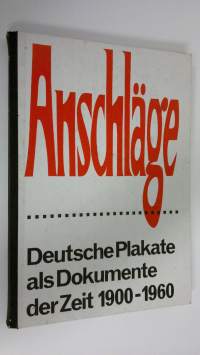 Anschläge
Deutsche Plakate
als Dokumente
der Zeit 1900-1960